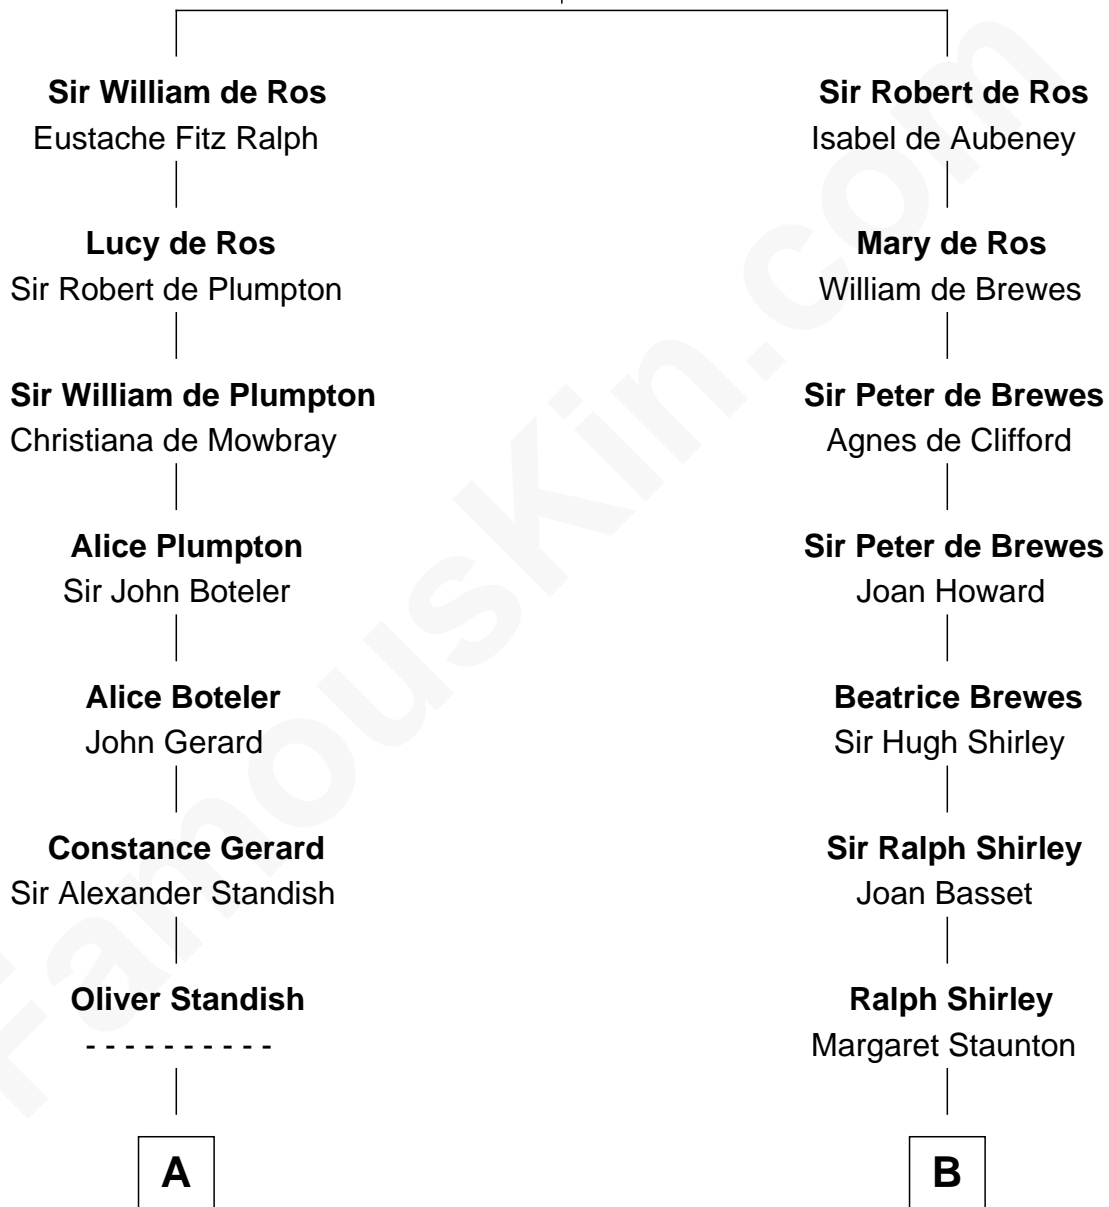 Sir William de Ros
Eustache Fitz Ralph
Lucy de Ros
Sir Robert de Plumpton
Sir William de Plumpton
Christiana de Mowbray
Alice Plumpton
Sir John Boteler
Alice Boteler
John Gerard
Constance Gerard
Sir Alexander Standish
Oliver Standish
- - - - - - - - - -
A
Sir Robert de Ros
Isabel de Aubeney
Mary de Ros
William de Brewes
Sir Peter de Brewes
Agnes de Clifford
Sir Peter de Brewes
Joan Howard
Beatrice Brewes
Sir Hugh Shirley
Sir Ralph Shirley
Joan Basset
Ralph Shirley
Margaret Staunton
B
FamousKin.com